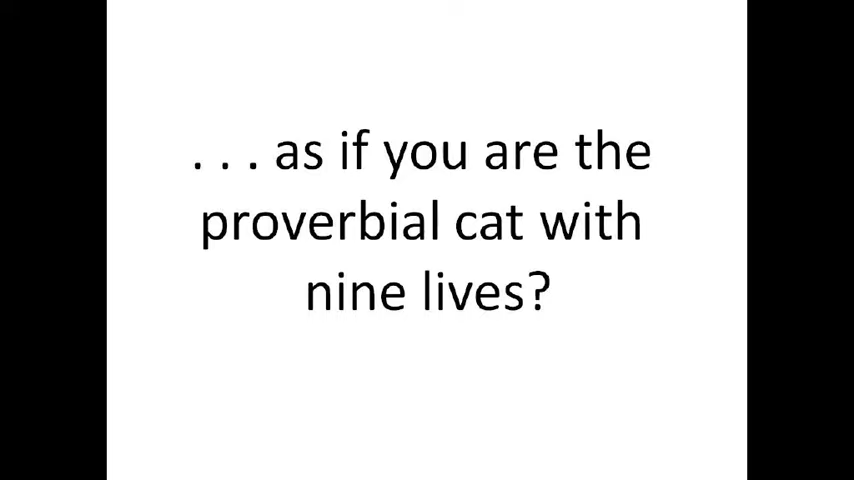 . . . as if you are the
proverbial cat with
nine lives?